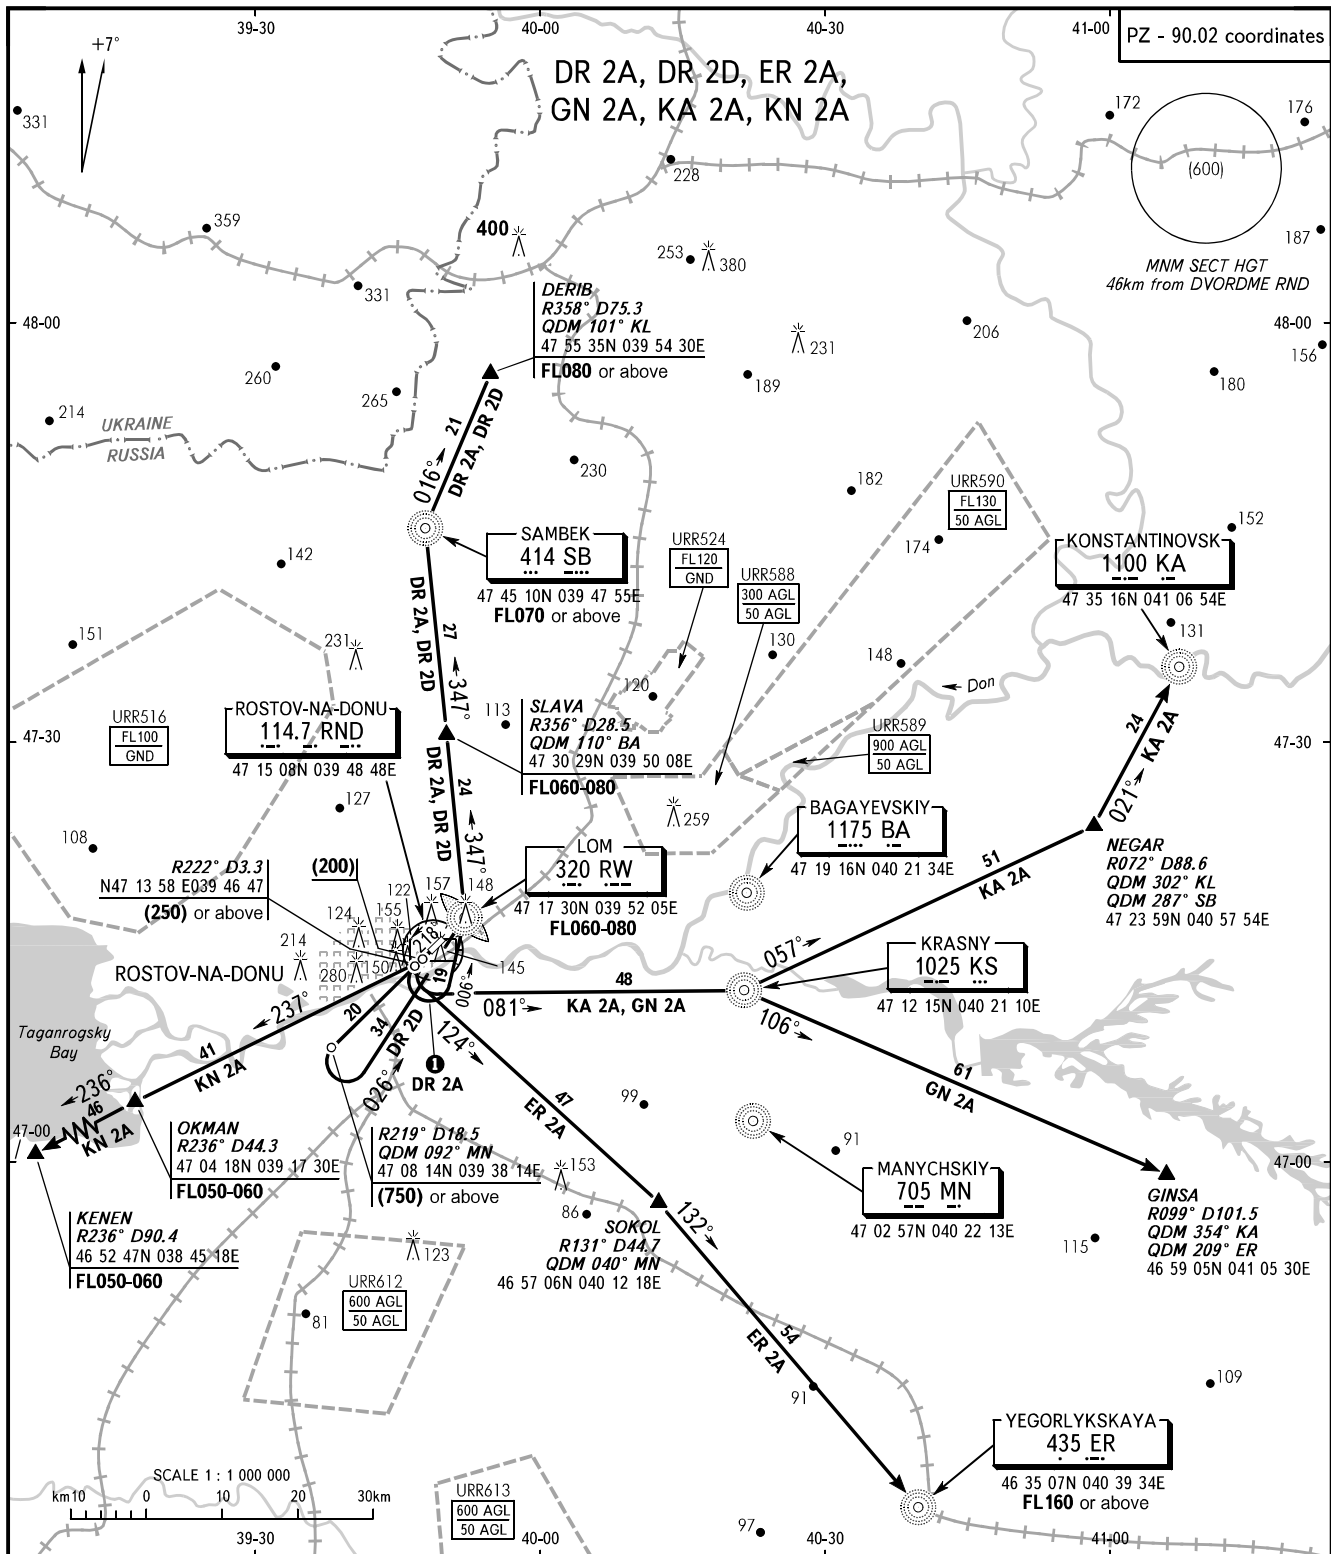 39-30
40-00
40-30
41-00
PZ - 90.02 coordinates
+7°
DR 2A, DR 2D, ER 2A,
GN 2A, KA 2A, KN 2A
331
172
176
228
(600)
359
400
253
380
187
MNM SECT HGT
46km from DVORDME RND
331
DERIB
R358° D75.3
QDM 101° KL
47 55 35N 039 54 30E
FL080 or above
48-00
48-00
206
231
156
260
265
189
180
214
UKRAINE
RUSSIA
21
016°
DR 2A, DR 2D
230
182
URR590
FL130
50 AGL
174
152
SAMBEK
414 SB
47 45 10N 039 47 55E
FL070 or above
URR524
FL120
GND
URR588
300 AGL
50 AGL
KONSTANTINOVSK
1100 KA
47 35 16N 041 06 54E
142
151
231
DR 2A, DR 2D
27
347°
130
131
148
120
Don
URR516
FL100
GND
ROSTOV-NA-DONU
114.7 RND
47 15 08N 039 48 48E
113
SLAVA
R356° D28.5
QDM 110° BA
47 30 29N 039 50 08E
FL060-080
URR589
900 AGL
50 AGL
24
KA 2A
021°
47-30
47-30
DR 2A, DR 2D
24
347°
127
108
259
BAGAYEVSKIY
1175 BA
47 19 16N 040 21 34E
NEGAR
R072° D88.6
QDM 302° KL
QDM 287° SB
47 23 59N 040 57 54E
R222° D3.3
N47 13 58 E039 46 47
(250) or above
(200)
LOM
320 RW
47 17 30N 039 52 05E
FL060-080
51
KA 2A
057°
122
157
148
124
155
214
280
150
145
218°
19
006°
ROSTOV-NA-DONU
KRASNY
1025 KS
47 12 15N 040 21 10E
081°
48
KA 2A, GN 2A
106°
61
GN 2A
Taganrogsky
Bay
237°
41
KN 2A
20
34
DR 2D
026°
1
DR 2A
124°
47
ER 2A
99
236°
46
KN 2A
47-00
47-00
OKMAN
R236° D44.3
47 04 18N 039 17 30E
FL050-060
R219° D18.5
QDM 092° MN
47 08 14N 039 38 14E
(750) or above
153
91
MANYCHSKIY
705 MN
47 02 57N 040 22 13E
GINSA
R099° D101.5
QDM 354° KA
QDM 209° ER
46 59 05N 041 05 30E
KENEN
R236° D90.4
46 52 47N 038 45 18E
FL050-060
86
SOKOL
R131° D44.7
QDM 040° MN
46 57 06N 040 12 18E
132°
115
123
URR612
600 AGL
50 AGL
81
54
ER 2A
91
109
YEGORLYKSKAYA
435 ER
46 35 07N 040 39 34E
FL160 or above
SCALE 1 : 1 000 000
km10 0 10 20 30km
URR613
600 AGL
50 AGL
97
39-30
40-00
40-30
41-00